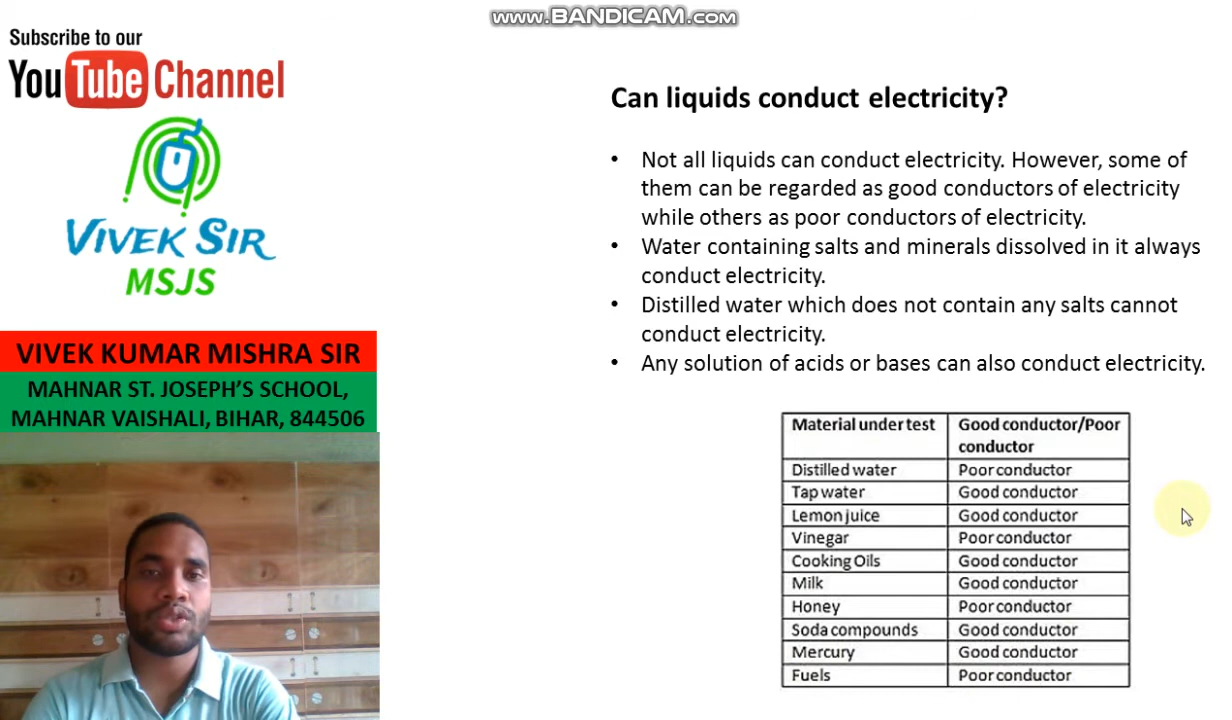 www.BANDICAM.com
Subscribe to our
YouTube Channel
VIVEK SIR
MSJS
VIVEK KUMAR MISHRA SIR
MAHNAR ST. JOSEPH'S SCHOOL,
MAHNAR VAISHALI, BIHAR, 844506
Can liquids conduct electricity?
• Not all liquids can conduct electricity. However, some of
them can be regarded as good conductors of electricity
while others as poor conductors of electricity.
• Water containing salts and minerals dissolved in it always
conduct electricity.
• Distilled water which does not contain any salts cannot
conduct electricity.
• Any solution of acids or bases can also conduct electricity.
Material under test Good conductor/Poor
conductor
Distilled water Poor conductor
Tap water Good conductor
Lemon juice Good conductor
Vinegar Poor conductor
Cooking Oils Good conductor
Milk Good conductor
Honey Poor conductor
Soda compounds Good conductor
Mercury Good conductor
Fuels Poor conductor